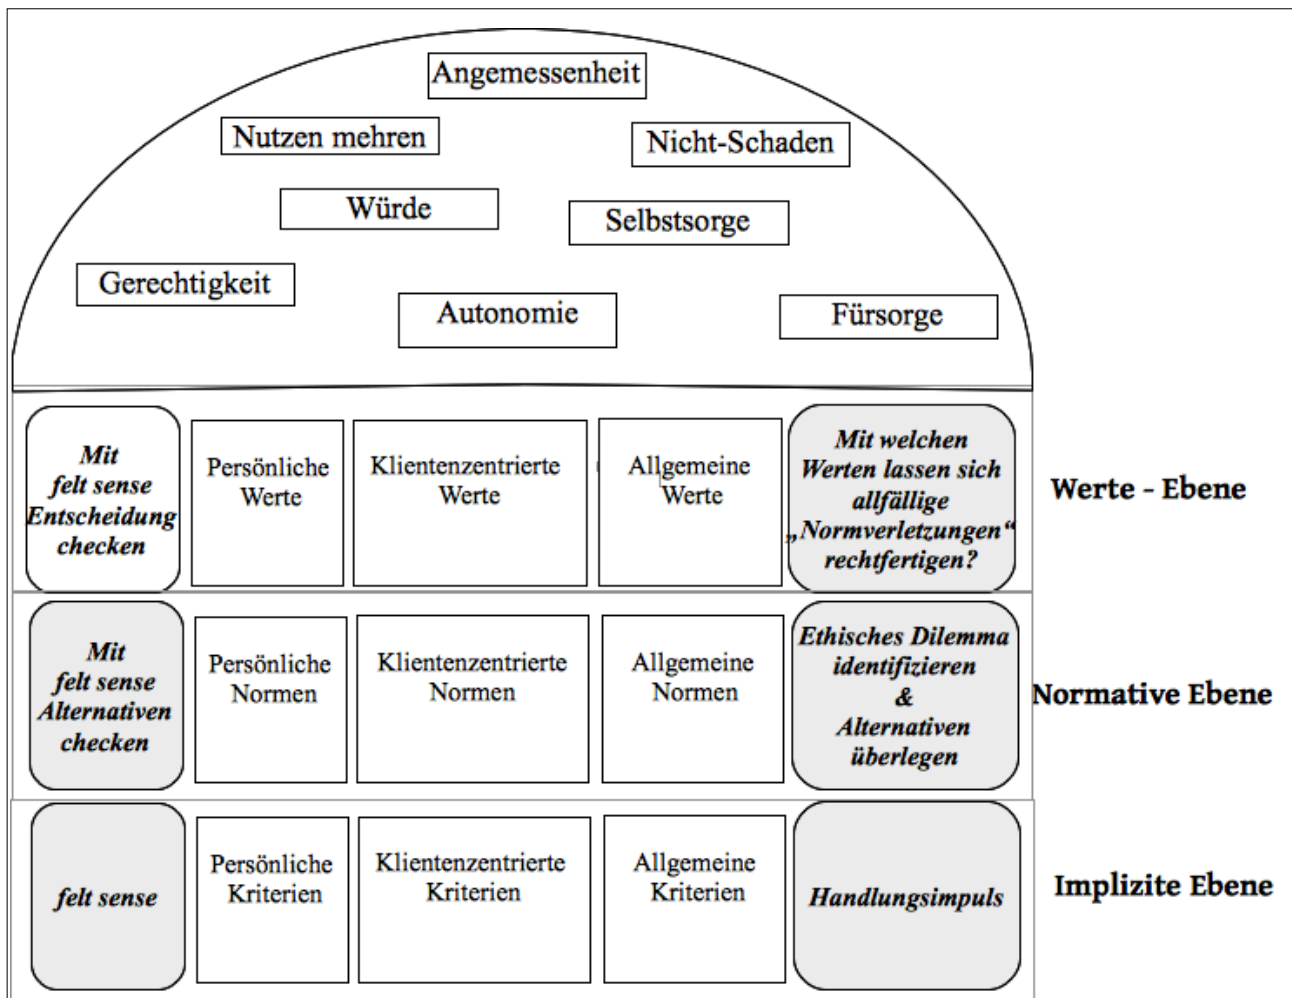 Angemessenheit
Nutzen mehren
Nicht-Schaden
Würde
Selbstsorge
Gerechtigkeit
Autonomie
Fürsorge
Mit
felt sense
Entscheidung
checken
Persönliche
Werte
Klientenzentrierte
Werte
Allgemeine
Werte
Mit welchen
Werten lassen sich
allfällige
„Normverletzungen“
rechtfertigen?
Werte - Ebene
Mit
felt sense
Alternativen
checken
Persönliche
Normen
Klientenzentrierte
Normen
Allgemeine
Normen
Ethisches Dilemma
identifizieren
&
Alternativen
überlegen
Normative Ebene
felt sense
Persönliche
Kriterien
Klientenzentrierte
Kriterien
Allgemeine
Kriterien
Handlungsimpuls
Implizite Ebene